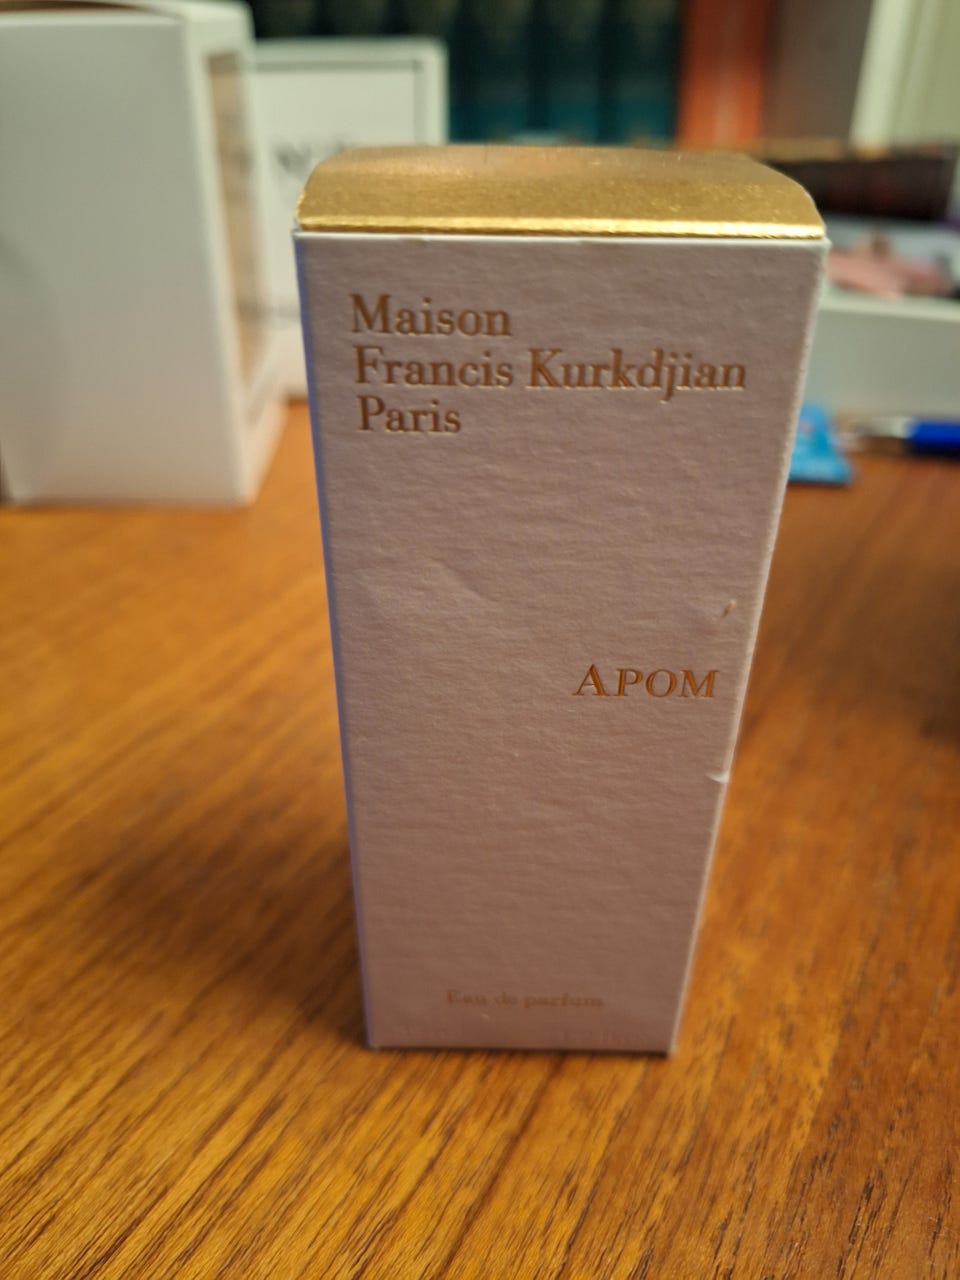 Maison
Francis Kurkdjian
Paris
APOM
Eau de parfum